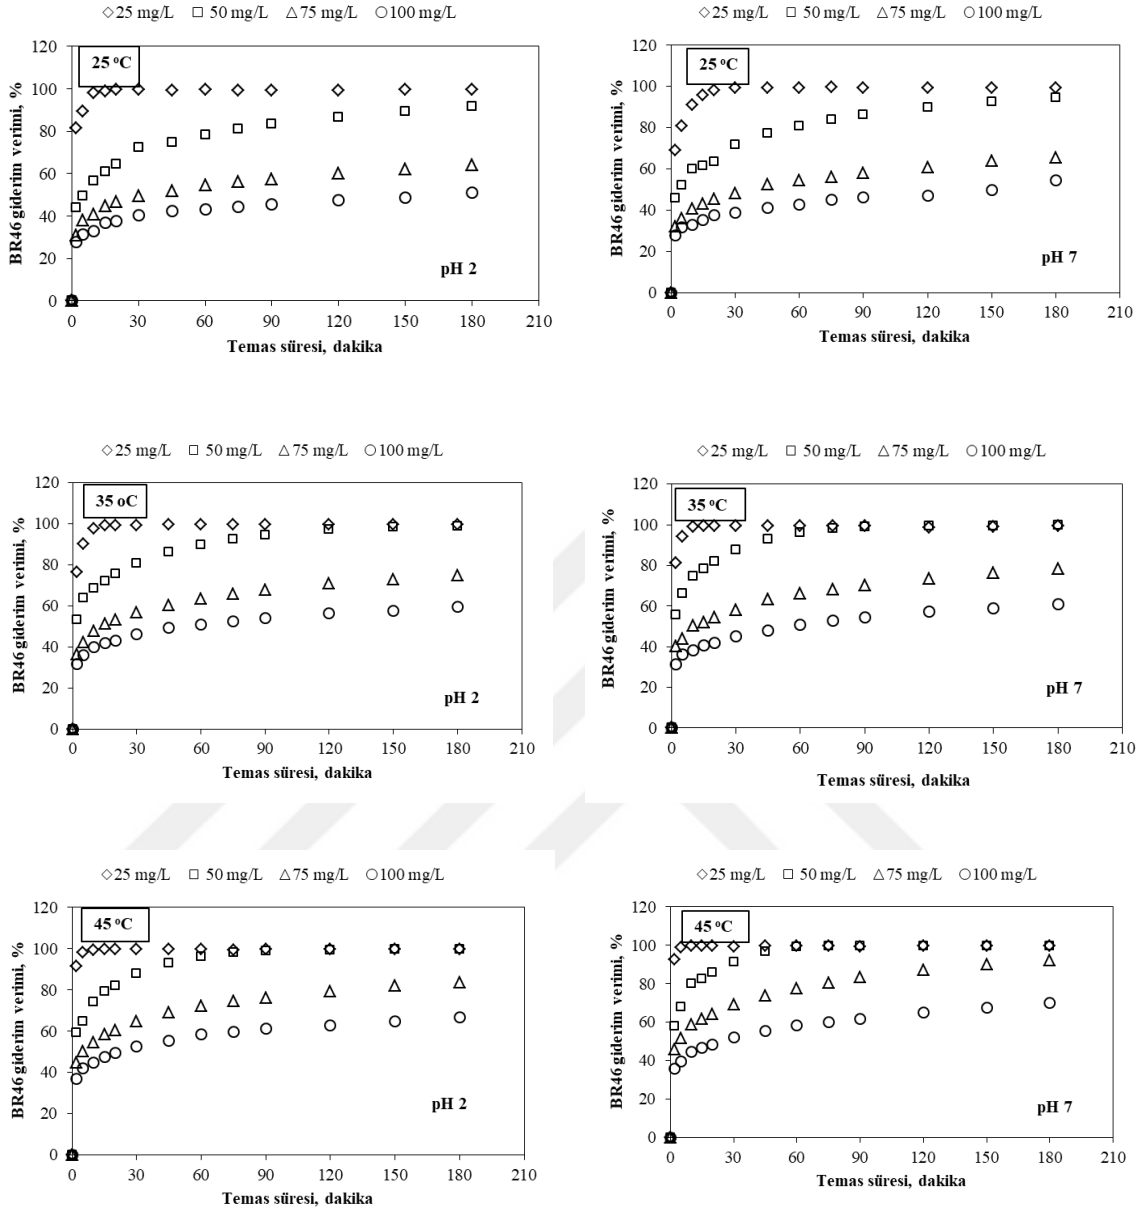 25 mg/L 50 mg/L 75 mg/L 100 mg/L
120
100
80
60
40
20
0
BR46 giderim verimi, %
25 °C
pH 2
0 30 60 90 120 150 180 210
Temas süresi, dakika
25 mg/L 50 mg/L 75 mg/L 100 mg/L
120
100
80
60
40
20
0
BR46 giderim verimi, %
25 °C
pH 7
0 30 60 90 120 150 180 210
Temas süresi, dakika
25 mg/L 50 mg/L 75 mg/L 100 mg/L
120
100
80
60
40
20
0
BR46 giderim verimi, %
35 oC
pH 2
0 30 60 90 120 150 180 210
Temas süresi, dakika
25 mg/L 50 mg/L 75 mg/L 100 mg/L
120
100
80
60
40
20
0
BR46 giderim verimi, %
35 °C
pH 7
0 30 60 90 120 150 180 210
Temas süresi, dakika
25 mg/L 50 mg/L 75 mg/L 100 mg/L
120
100
80
60
40
20
0
BR46 giderim verimi, %
45 °C
pH 2
0 30 60 90 120 150 180 210
Temas süresi, dakika
25 mg/L 50 mg/L 75 mg/L 100 mg/L
120
100
80
60
40
20
0
BR46 giderim verimi, %
45 °C
pH 7
0 30 60 90 120 150 180 210
Temas süresi, dakika